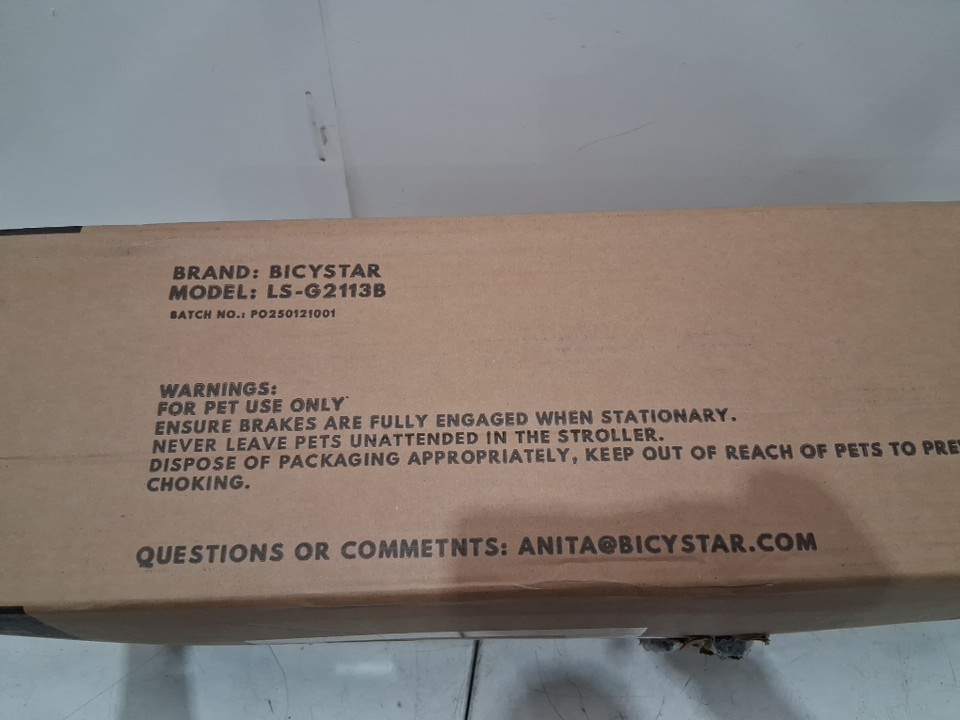 BRAND: BICYSTAR
MODEL: LS-G2113B
BATCH NO.: PO250121001
WARNINGS:
FOR PET USE ONLY
ENSURE BRAKES ARE FULLY ENGAGED WHEN STATIONARY.
NEVER LEAVE PETS UNATTENDED IN THE STROLLER.
DISPOSE OF PACKAGING APPROPRIATELY, KEEP OUT OF REACH OF PETS TO PRE
CHOKING.
QUESTIONS OR COMMETNTS: ANITA@BICYSTAR.COM